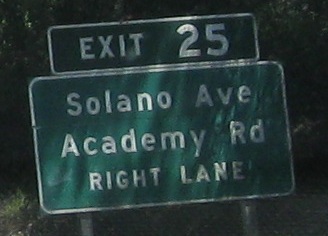 EXIT 25
Solano Ave
Academy Rd
RIGHT LANE